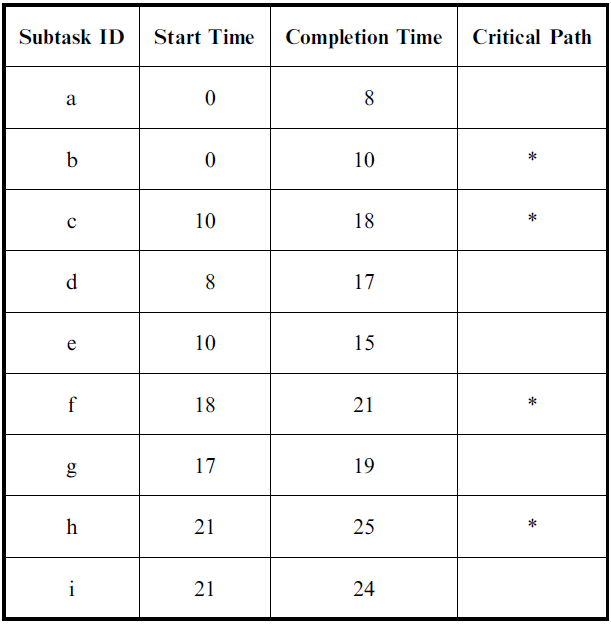 Subtask ID Start Time Completion Time Critical Path
a 0 8
b 0 10 *
c 10 18 *
d 8 17
e 10 15
f 18 21 *
g 17 19
h 21 25 *
i 21 24